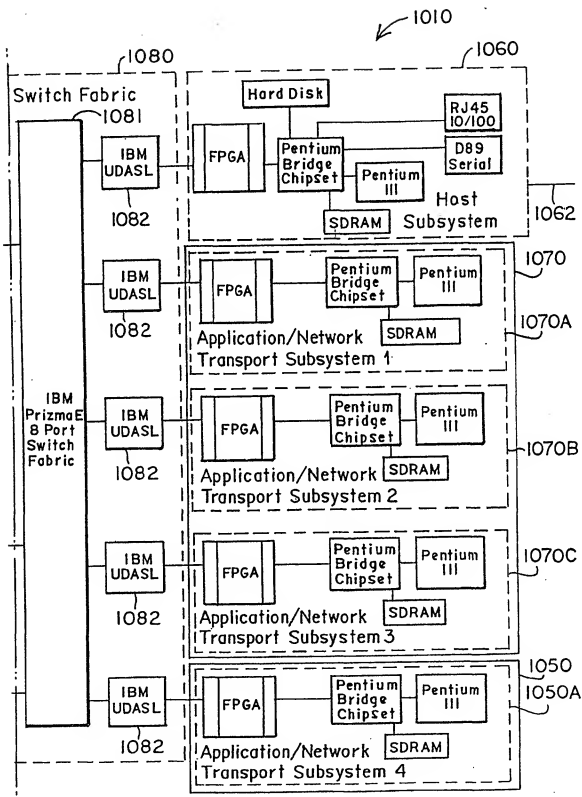 1010
1080
1060
Switch Fabric
1081
Hard Disk
RJ45
10/100
IBM
UDASL
FPGA
Pentium
Bridge
Chipset
D89
Serial
Pentium
III
1082
SDRAM
Host
Subsystem
1062
IBM
UDASL
FPGA
Pentium
Bridge
Chipset
Pentium
III
1070
1082
SDRAM
1070A
Application/Network
Transport Subsystem 1
IBM
PrizmaE
8 Port
Switch
Fabric
IBM
UDASL
FPGA
Pentium
Bridge
Chipset
Pentium
III
1070B
1082
SDRAM
Application/Network
Transport Subsystem 2
IBM
UDASL
FPGA
Pentium
Bridge
Chipset
Pentium
III
1070C
1082
SDRAM
Application/Network
Transport Subsystem 3
IBM
UDASL
FPGA
Pentium
Bridge
Chipset
Pentium
III
1050
1050A
1082
SDRAM
Application/Network
Transport Subsystem 4